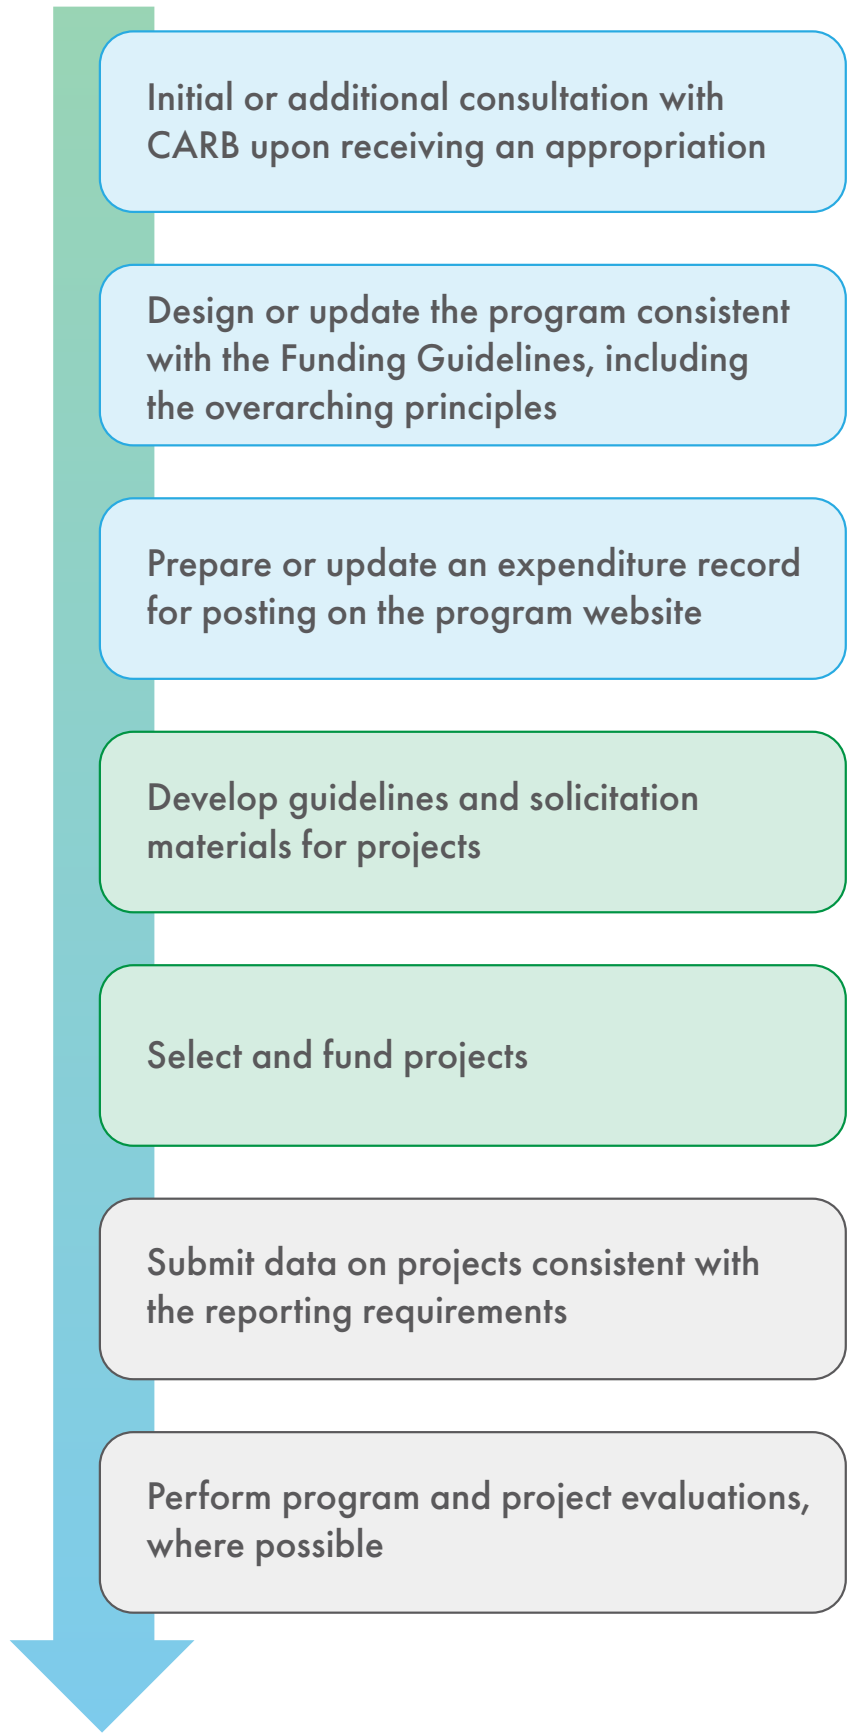 Initial or additional consultation with
CARB upon receiving an appropriation
Design or update the program consistent
with the Funding Guidelines, including
the overarching principles
Prepare or update an expenditure record
for posting on the program website
Develop guidelines and solicitation
materials for projects
Select and fund projects
Submit data on projects consistent with
the reporting requirements
Perform program and project evaluations,
where possible